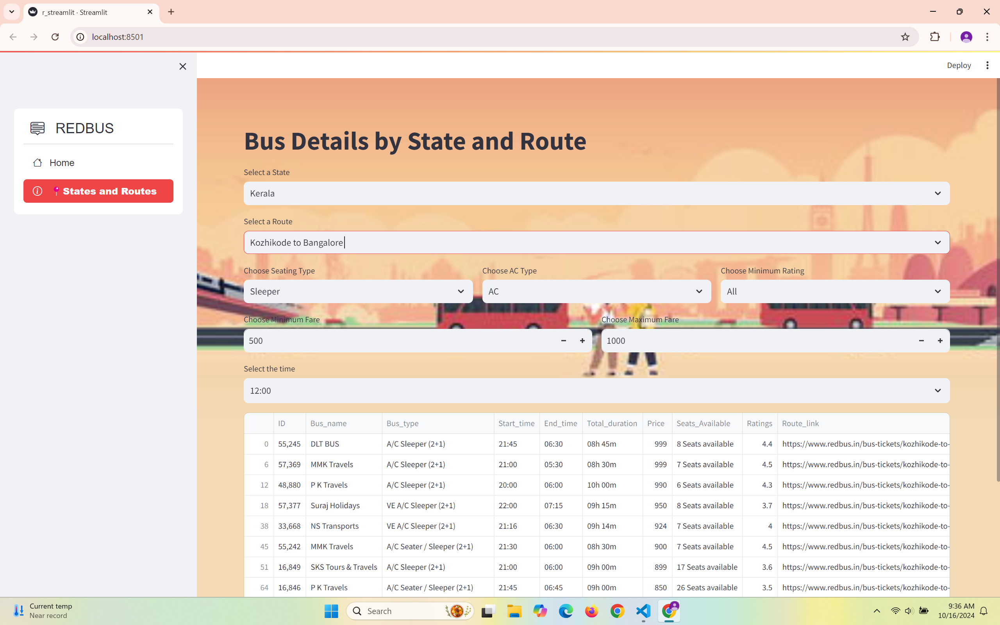 r_streamlit · Streamlit
localhost:8501
Deploy
REDBUS
Home
States and Routes
Bus Details by State and Route
Select a State
Kerala
Select a Route
Kozhikode to Bangalore
Choose Seating Type Choose AC Type Choose Minimum Rating
Sleeper AC All
Choose Minimum Fare Choose Maximum Fare
500 1000
Select the time
12:00
ID Bus_name Bus_type Start_time End_time Total_duration Price Seats_Available Ratings Route_link
0 55,245 DLT BUS A/C Sleeper (2+1) 21:45 06:30 08h 45m 999 8 Seats available 4.4 https://www.redbus.in/bus-tickets/kozhikode-to-
6 57,369 MMK Travels A/C Sleeper (2+1) 21:00 05:30 08h 30m 999 7 Seats available 4.5 https://www.redbus.in/bus-tickets/kozhikode-to-
12 48,880 P K Travels A/C Sleeper (2+1) 20:00 06:00 10h 00m 990 6 Seats available 4.3 https://www.redbus.in/bus-tickets/kozhikode-to-
18 57,377 Suraj Holidays VE A/C Sleeper (2+1) 22:00 07:15 09h 15m 950 8 Seats available 3.7 https://www.redbus.in/bus-tickets/kozhikode-to-
38 33,668 NS Transports VE A/C Sleeper (2+1) 21:16 06:30 09h 14m 924 7 Seats available 4 https://www.redbus.in/bus-tickets/kozhikode-to-
45 55,242 MMK Travels A/C Seater / Sleeper (2+1) 21:30 06:00 08h 30m 900 7 Seats available 4.5 https://www.redbus.in/bus-tickets/kozhikode-to-
51 16,849 SKS Tours & Travels A/C Sleeper (2+1) 21:00 06:00 09h 00m 899 17 Seats available 3.6 https://www.redbus.in/bus-tickets/kozhikode-to-
64 16,846 P K Travels A/C Seater / Sleeper (2+1) 21:45 06:45 09h 00m 850 26 Seats available 3.5 https://www.redbus.in/bus-tickets/kozhikode-to-
Current temp
Near record
Search
9:36 AM
10/16/2024